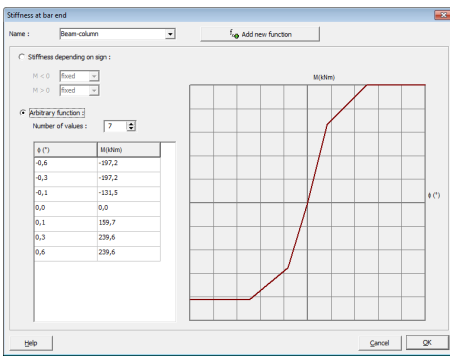 Stiffness at bar end
Name : Beam-column Add new function
Stiffness depending on sign :
M < 0 fixed
M > 0 fixed
Arbitrary function :
Number of values : 7
ϕ (°) M(kNm)
-0,6 -197,2
-0,3 -197,2
-0,1 -131,5
0,0 0,0
0,1 159,7
0,3 239,6
0,6 239,6
M(kNm)
ϕ (°)
Help Cancel OK